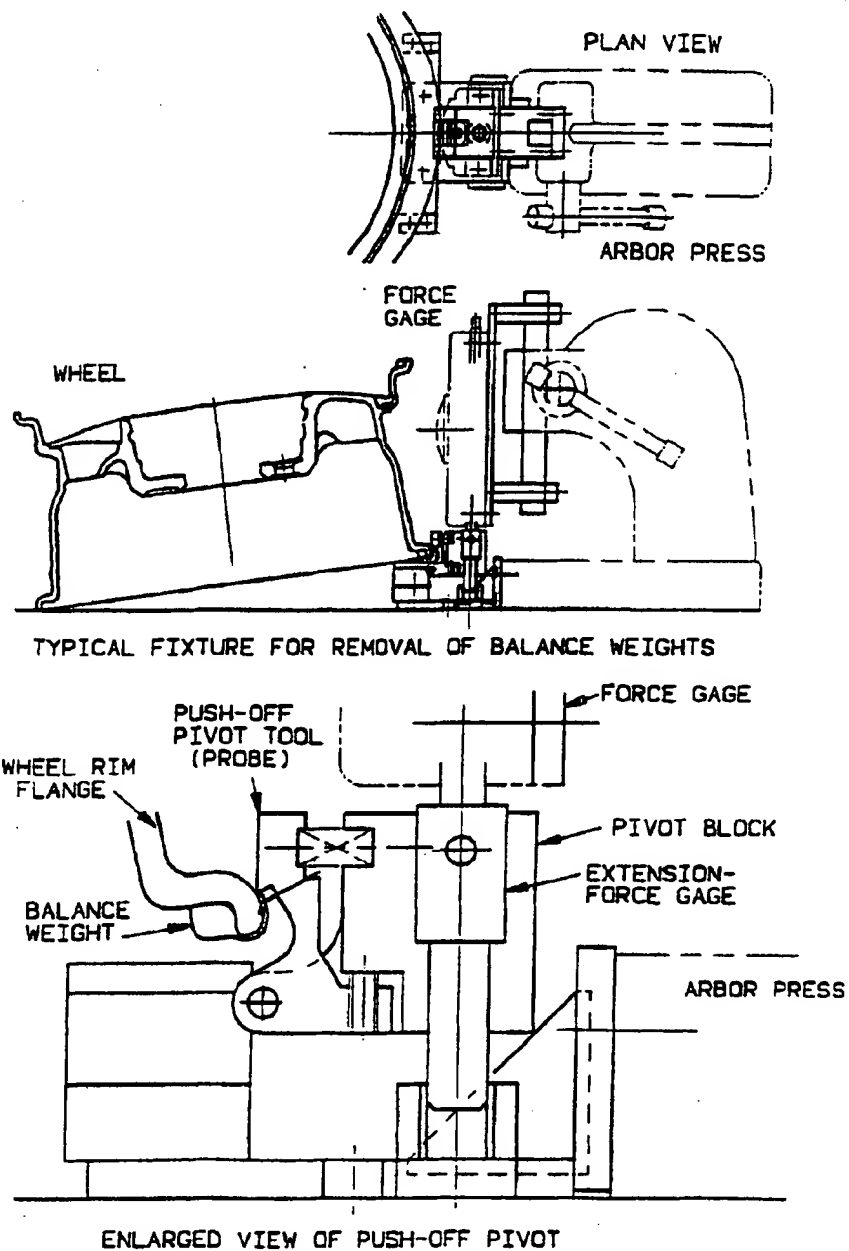 PLAN VIEW
ARBOR PRESS
FORCE
GAGE
WHEEL
TYPICAL FIXTURE FOR REMOVAL OF BALANCE WEIGHTS
FORCE GAGE
PUSH-OFF
PIVOT TOOL
(PROBE)
WHEEL RIM
FLANGE
PIVOT BLOCK
EXTENSION-
FORCE GAGE
BALANCE
WEIGHT
ARBOR PRESS
ENLARGED VIEW OF PUSH-OFF PIVOT